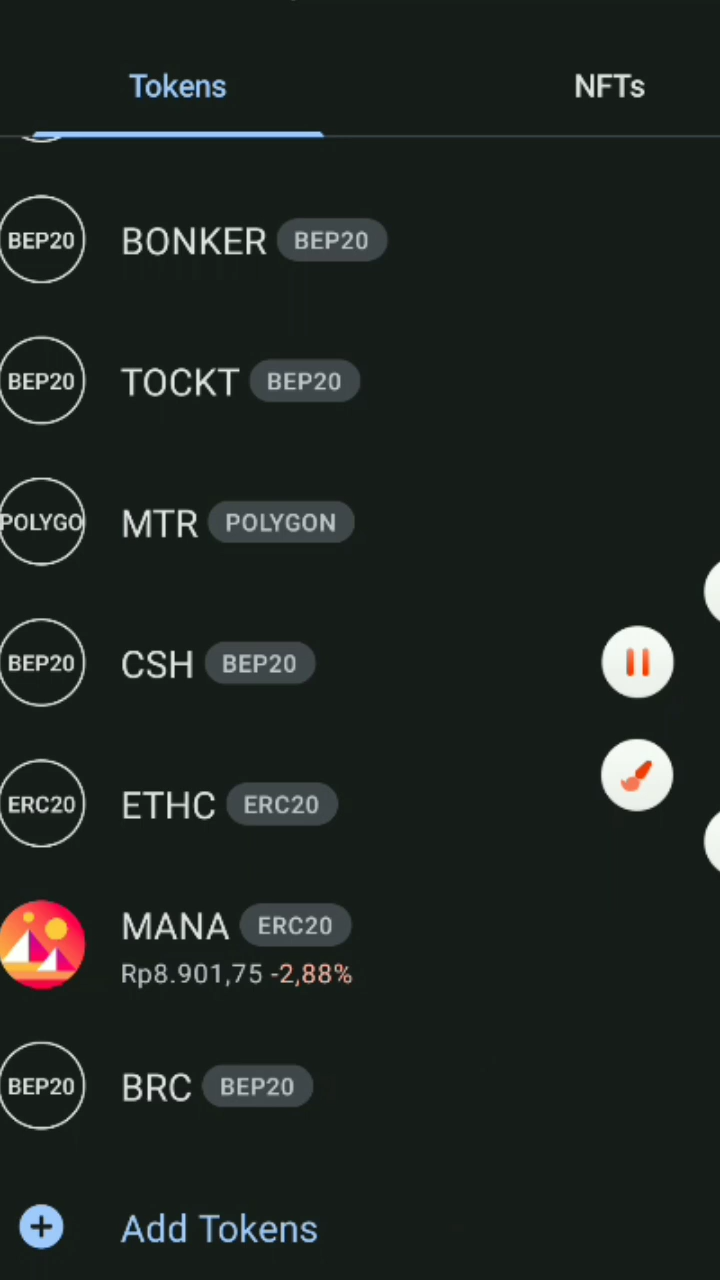 Tokens NFTs
BEP20 BONKER BEP20
BEP20 TOCKT BEP20
POLYGO MTR POLYGON
BEP20 CSH BEP20
ERC20 ETHC ERC20
MANA ERC20
Rp8.901,75 -2,88%
BEP20 BRC BEP20
Add Tokens